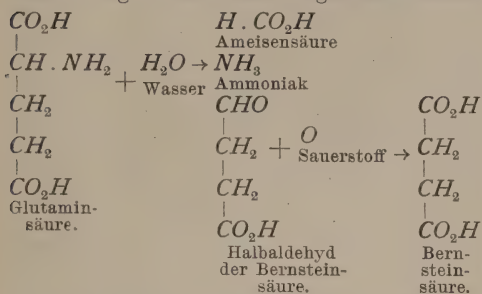 CO₂H H . CO₂H
Ameisensäure
CH . NH₂ + H₂O → NH₃
Wasser Ammoniak
CH₂ CHO CO₂H
CH₂ CH₂ + O → CH₂
Sauerstoff
CO₂H CH₂ CH₂
Glutamin-
säure.
CO₂H CO₂H
Halbaldehyd Bern-
der Bernstein- stein-
säure. säure.